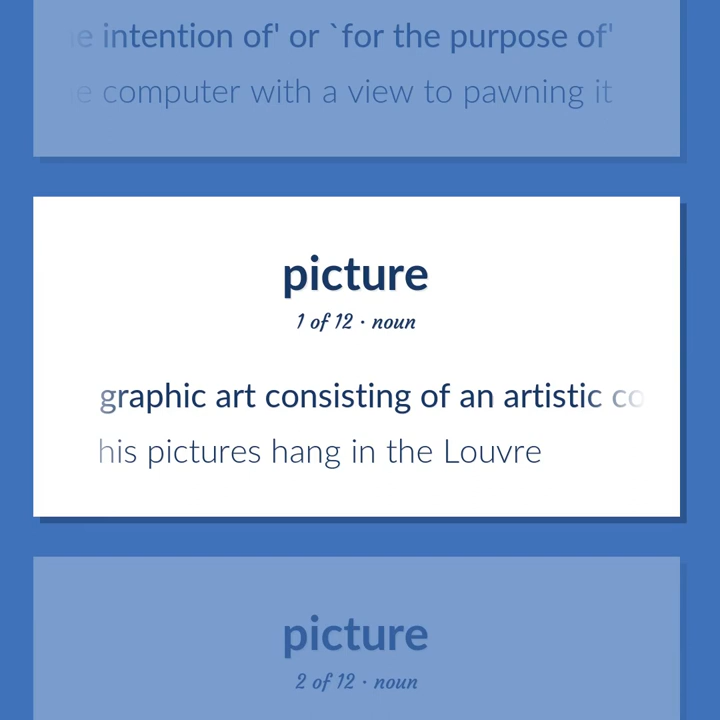 intention of' or `for the purpose of'
computer with a view to pawning it
picture
1 of 12 · noun
graphic art consisting of an artistic
his pictures hang in the Louvre
picture
2 of 12 · noun